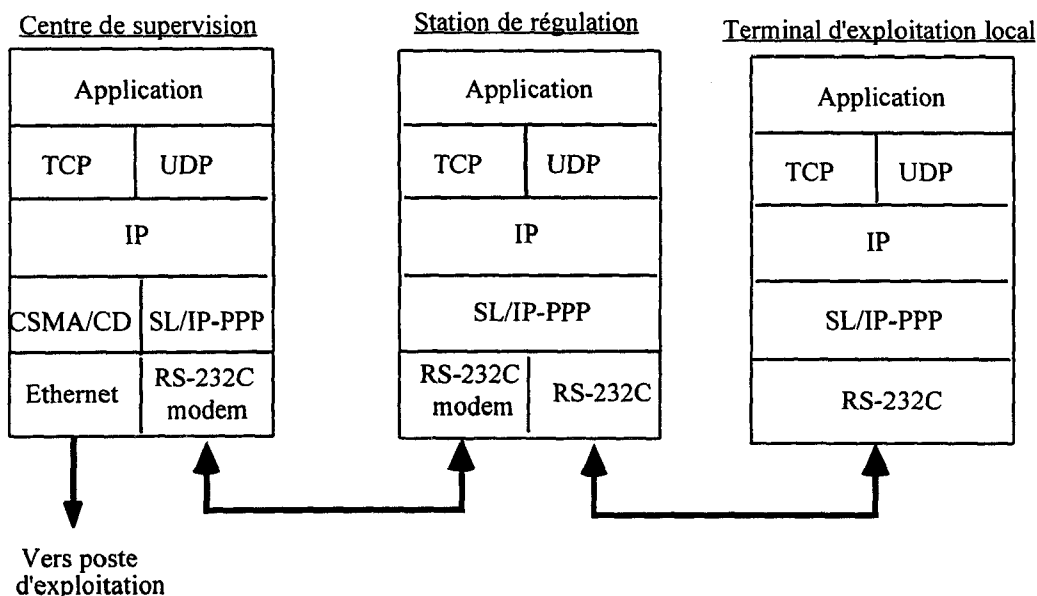 Centre de supervision
Application
TCP
UDP
IP
CSMA/CD
SL/IP-PPP
Ethernet
RS-232C
modem
Vers poste
d'exploitation
Station de régulation
Application
TCP
UDP
IP
SL/IP-PPP
RS-232C
modem
RS-232C
Terminal d'exploitation local
Application
TCP
UDP
IP
SL/IP-PPP
RS-232C